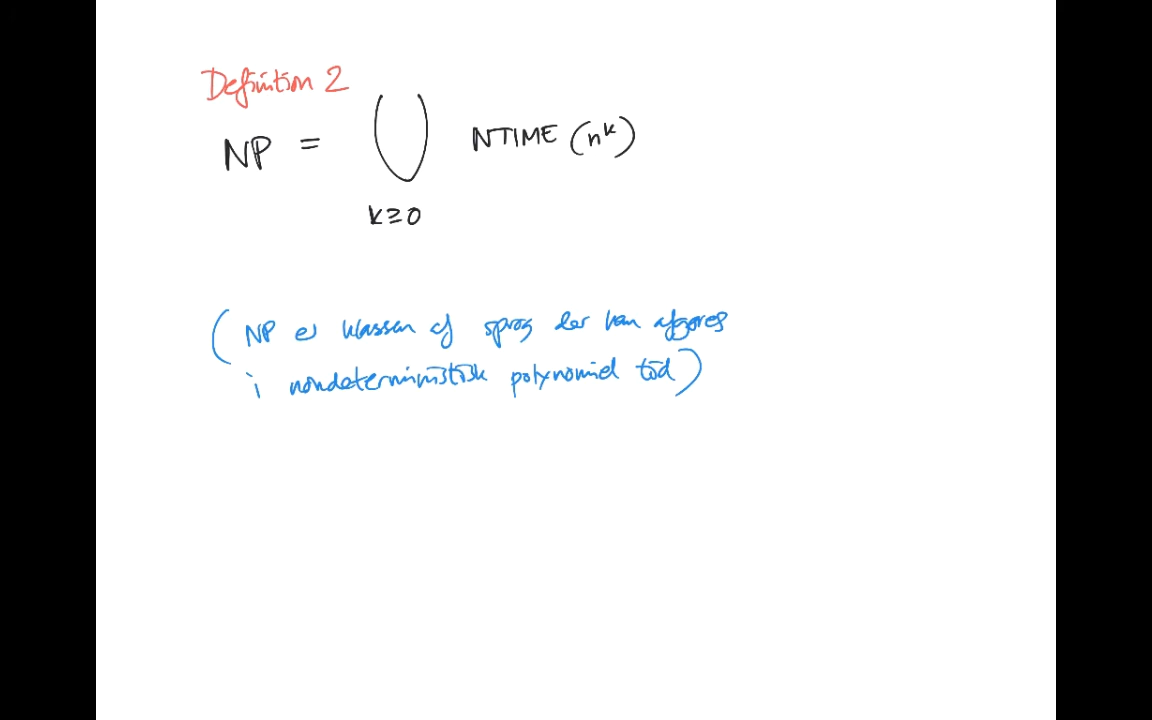 Definition 2
NP = ⋃ NTIME (n^k)
k≥0
(NP er klassen af sprog der kan afgøres
i nondeterministisk polynomiel tid)